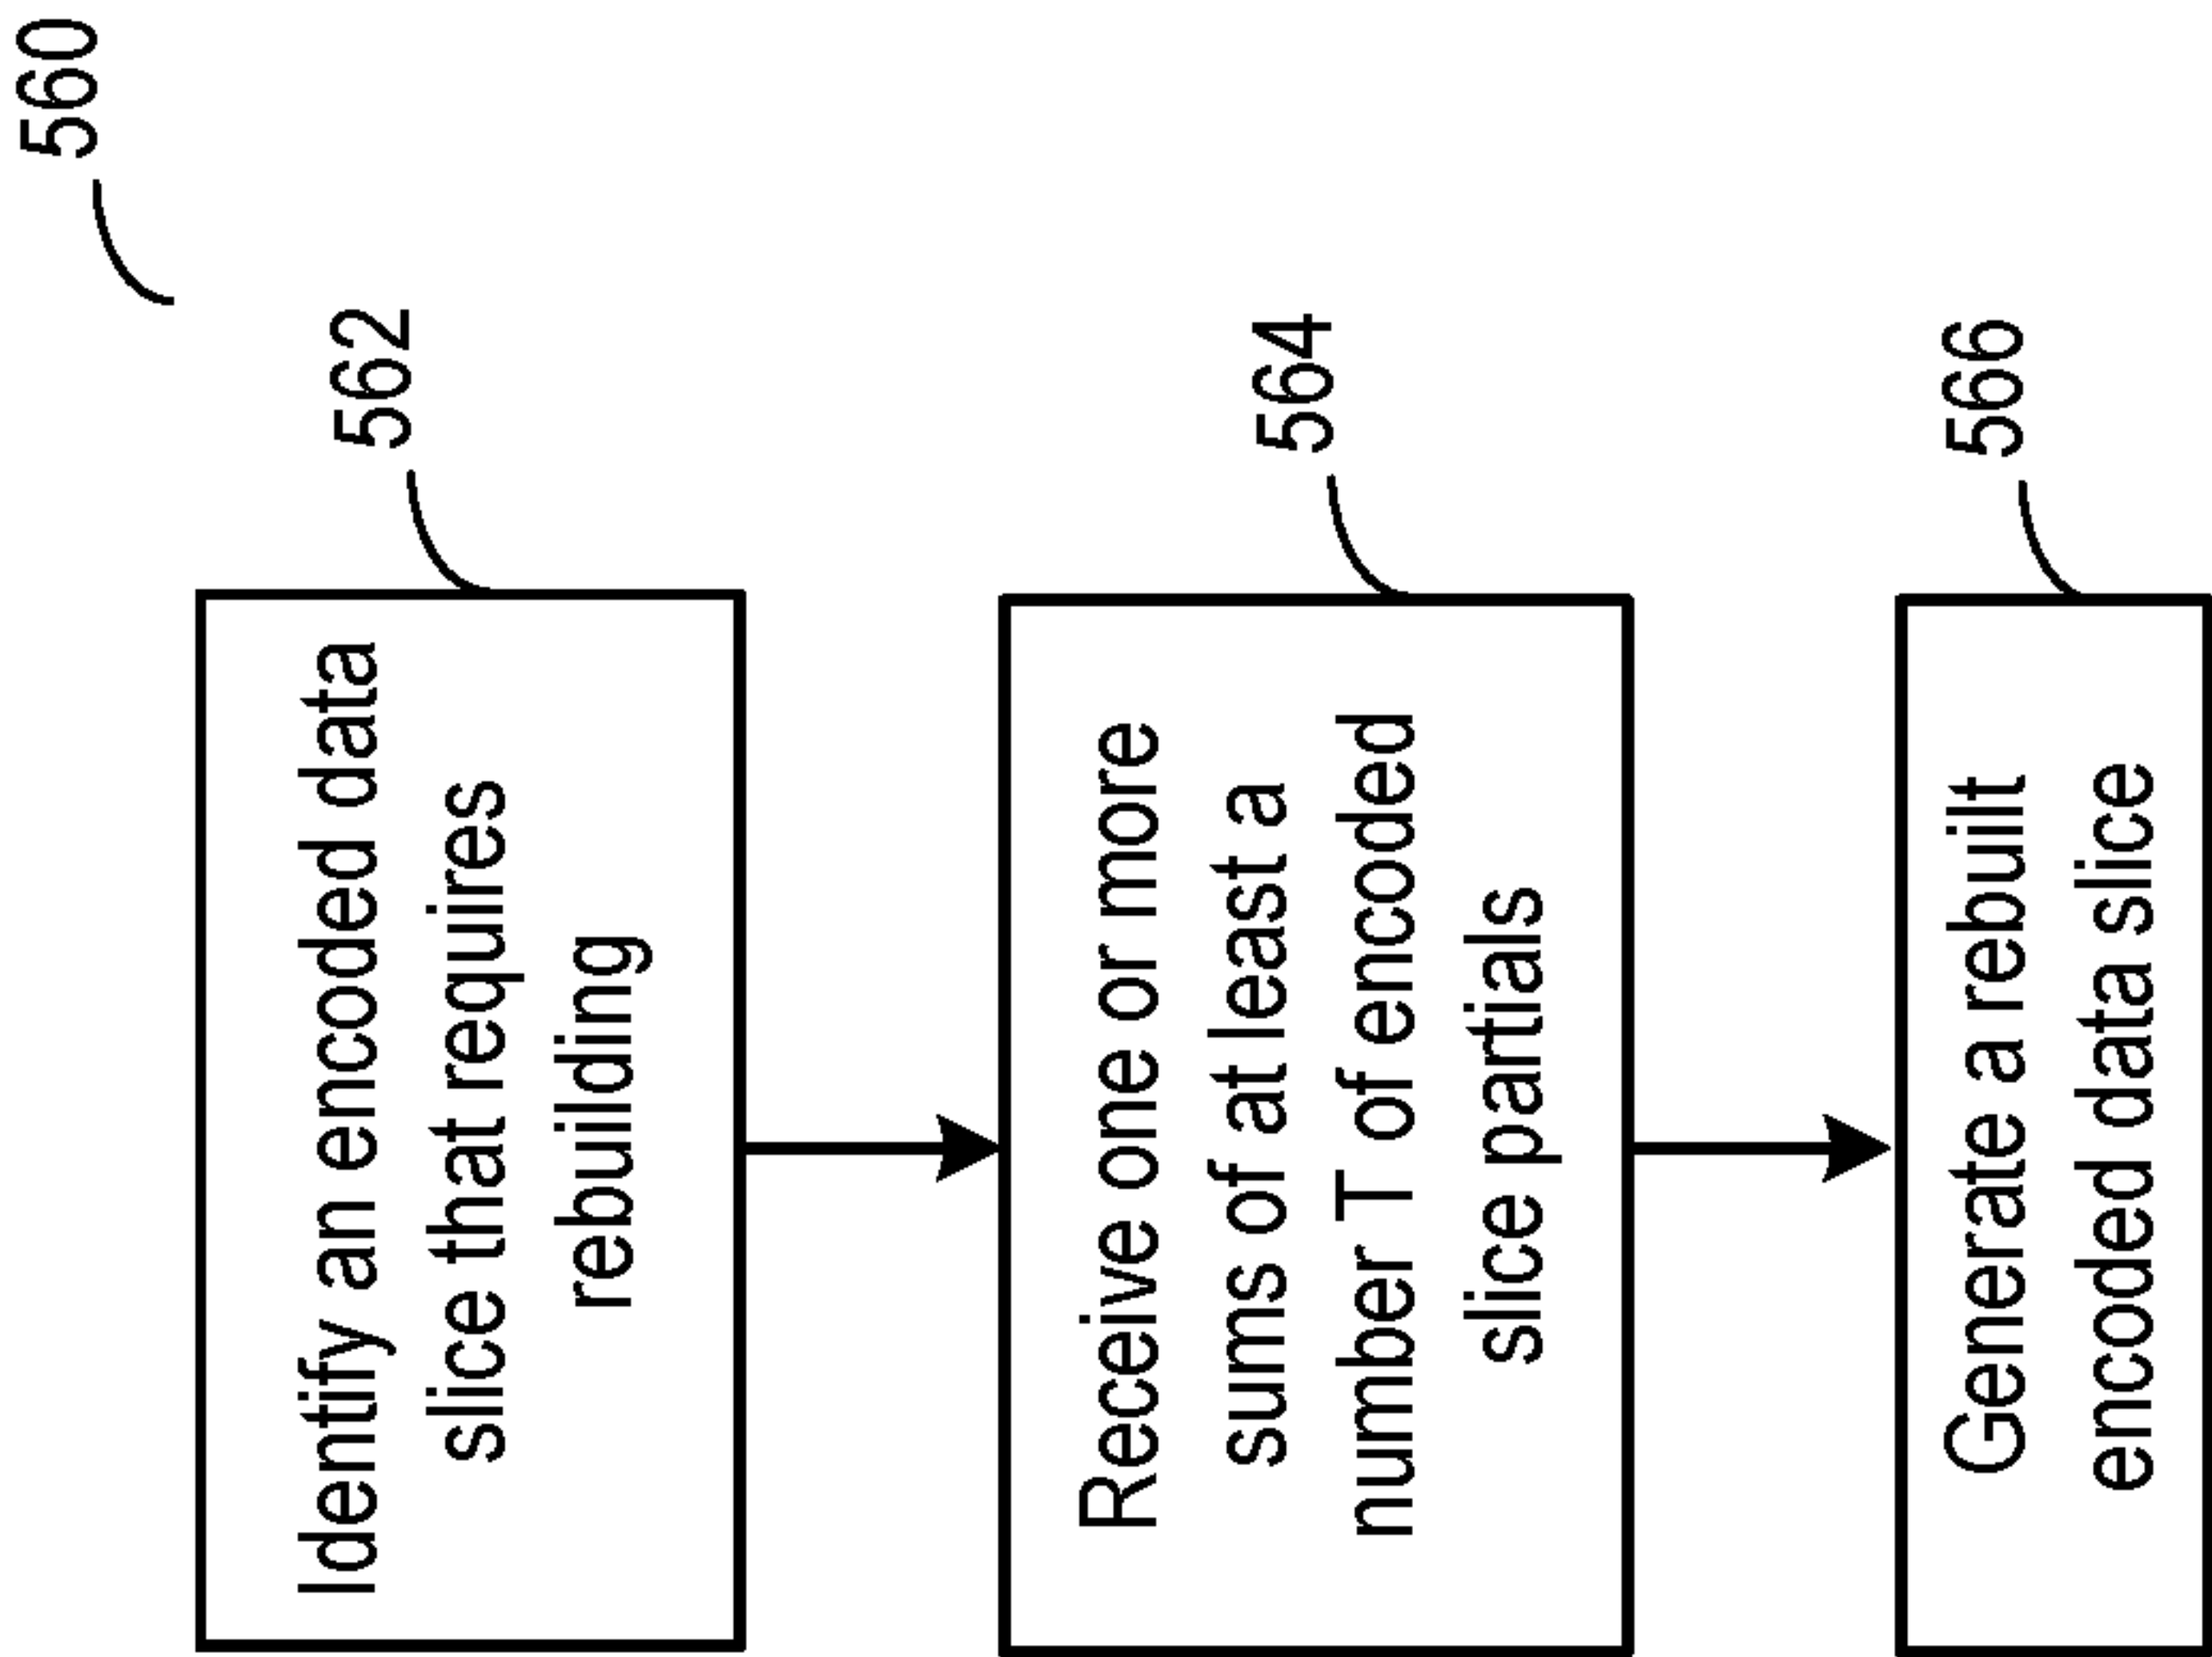 560
562
Identify an encoded data
slice that requires
rebuilding
564
Receive one or more
sums of at least a
number T of encoded
slice partials
566
Generate a rebuilt
encoded data slice